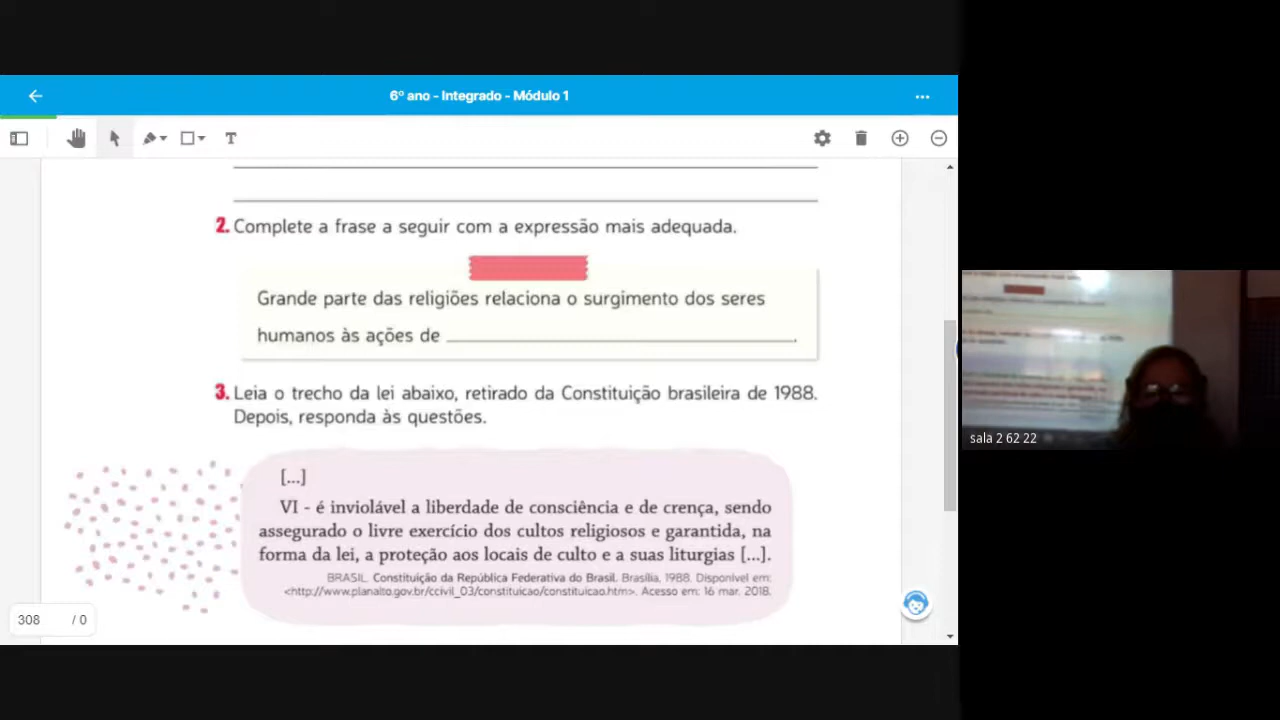 6º ano - Integrado - Módulo 1
T
2. Complete a frase a seguir com a expressão mais adequada.
Grande parte das religiões relaciona o surgimento dos seres
humanos às ações de ____________________.
3. Leia o trecho da lei abaixo, retirado da Constituição brasileira de 1988.
Depois, responda às questões.
[...]
VI - é inviolável a liberdade de consciência e de crença, sendo
assegurado o livre exercício dos cultos religiosos e garantida, na
forma da lei, a proteção aos locais de culto e a suas liturgias [...].
BRASIL. Constituição da República Federativa do Brasil. Brasília, 1988. Disponível em:
<http://www.planalto.gov.br/ccivil_03/constituicao/constituicao.htm>. Acesso em: 16 mar. 2018.
308 / 0
sala 2 62 22